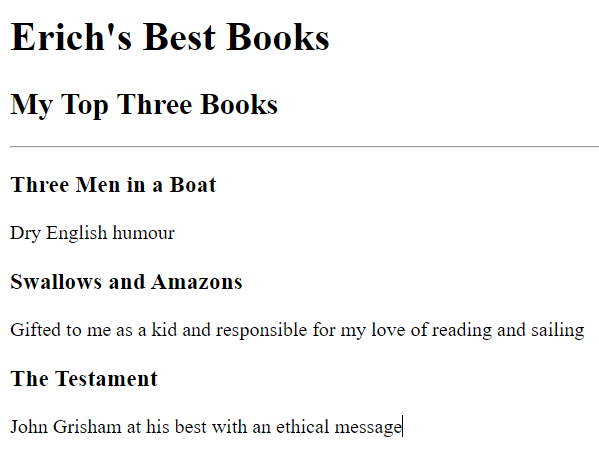 Erich's Best Books
My Top Three Books
Three Men in a Boat
Dry English humour
Swallows and Amazons
Gifted to me as a kid and responsible for my love of reading and sailing
The Testament
John Grisham at his best with an ethical message